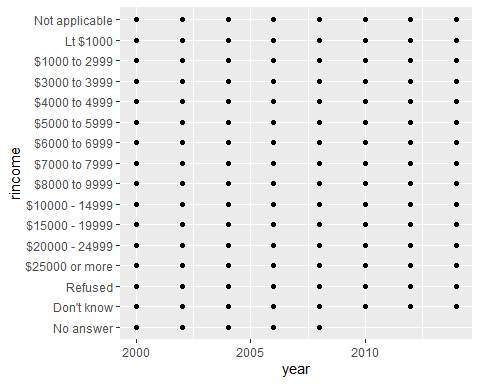 Not applicable
Lt $1000
$1000 to 2999
$3000 to 3999
$4000 to 4999
$5000 to 5999
$6000 to 6999
$7000 to 7999
$8000 to 9999
$10000 - 14999
$15000 - 19999
$20000 - 24999
$25000 or more
Refused
Don't know
No answer
rincome
2000 2005 2010
year